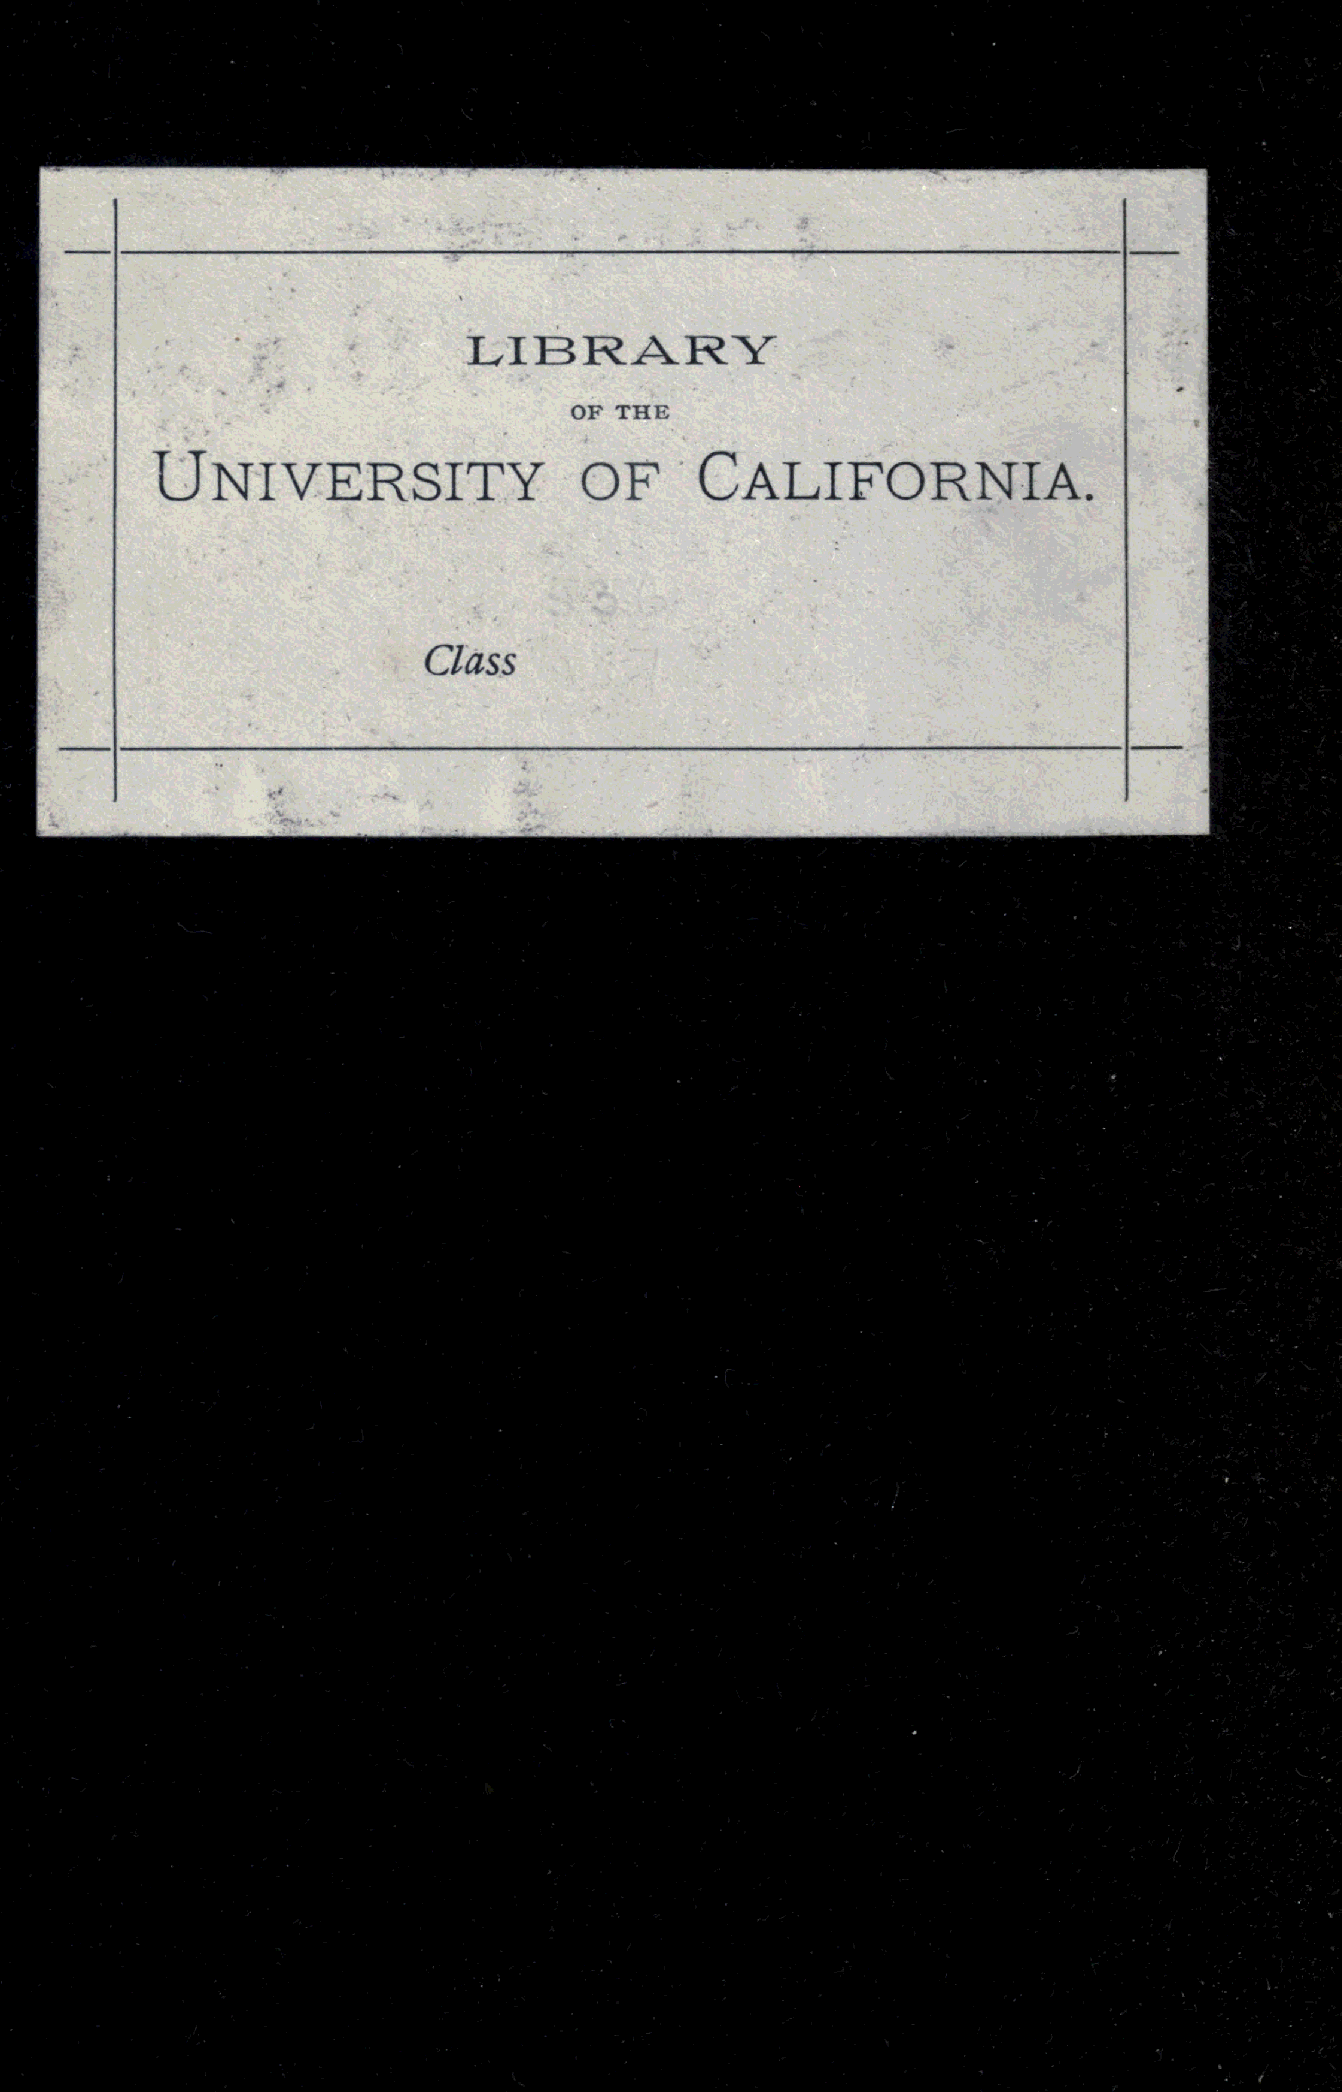 LIBRARY
OF THE
UNIVERSITY OF CALIFORNIA.
Class